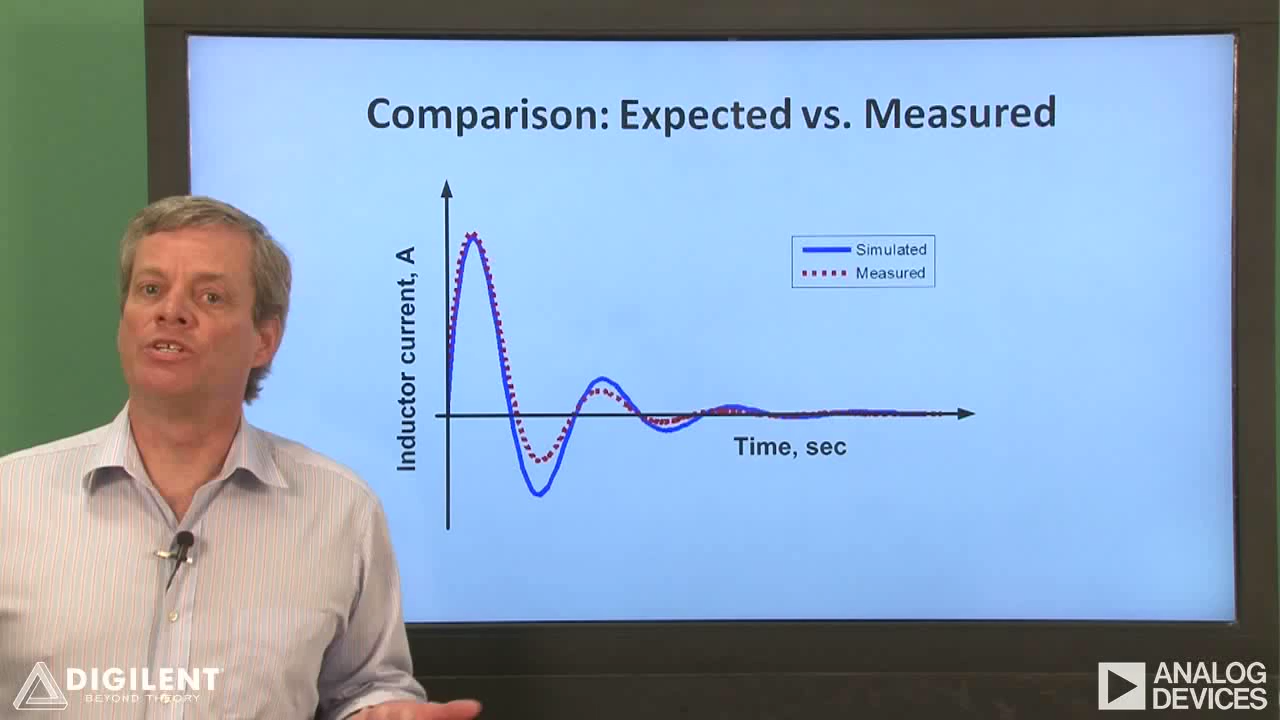 Comparison: Expected vs. Measured
Inductor current, A
Simulated
Measured
Time, sec
DIGILENT
BEYOND THEORY
ANALOG
DEVICES